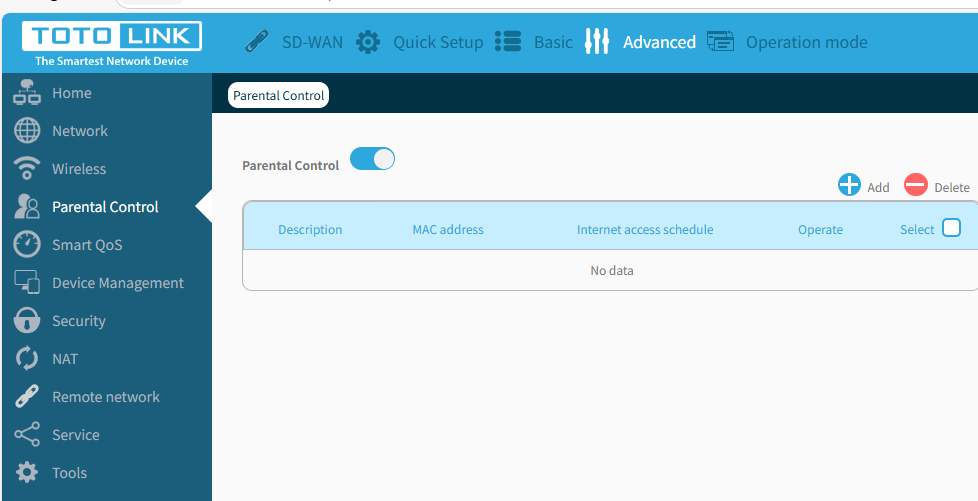 TOTO LINK
The Smartest Network Device
SD-WAN Quick Setup Basic Advanced Operation mode
Home
Network
Wireless
Parental Control
Smart QoS
Device Management
Security
NAT
Remote network
Service
Tools
Parental Control
Parental Control
Add Delete
Description MAC address Internet access schedule Operate Select
No data